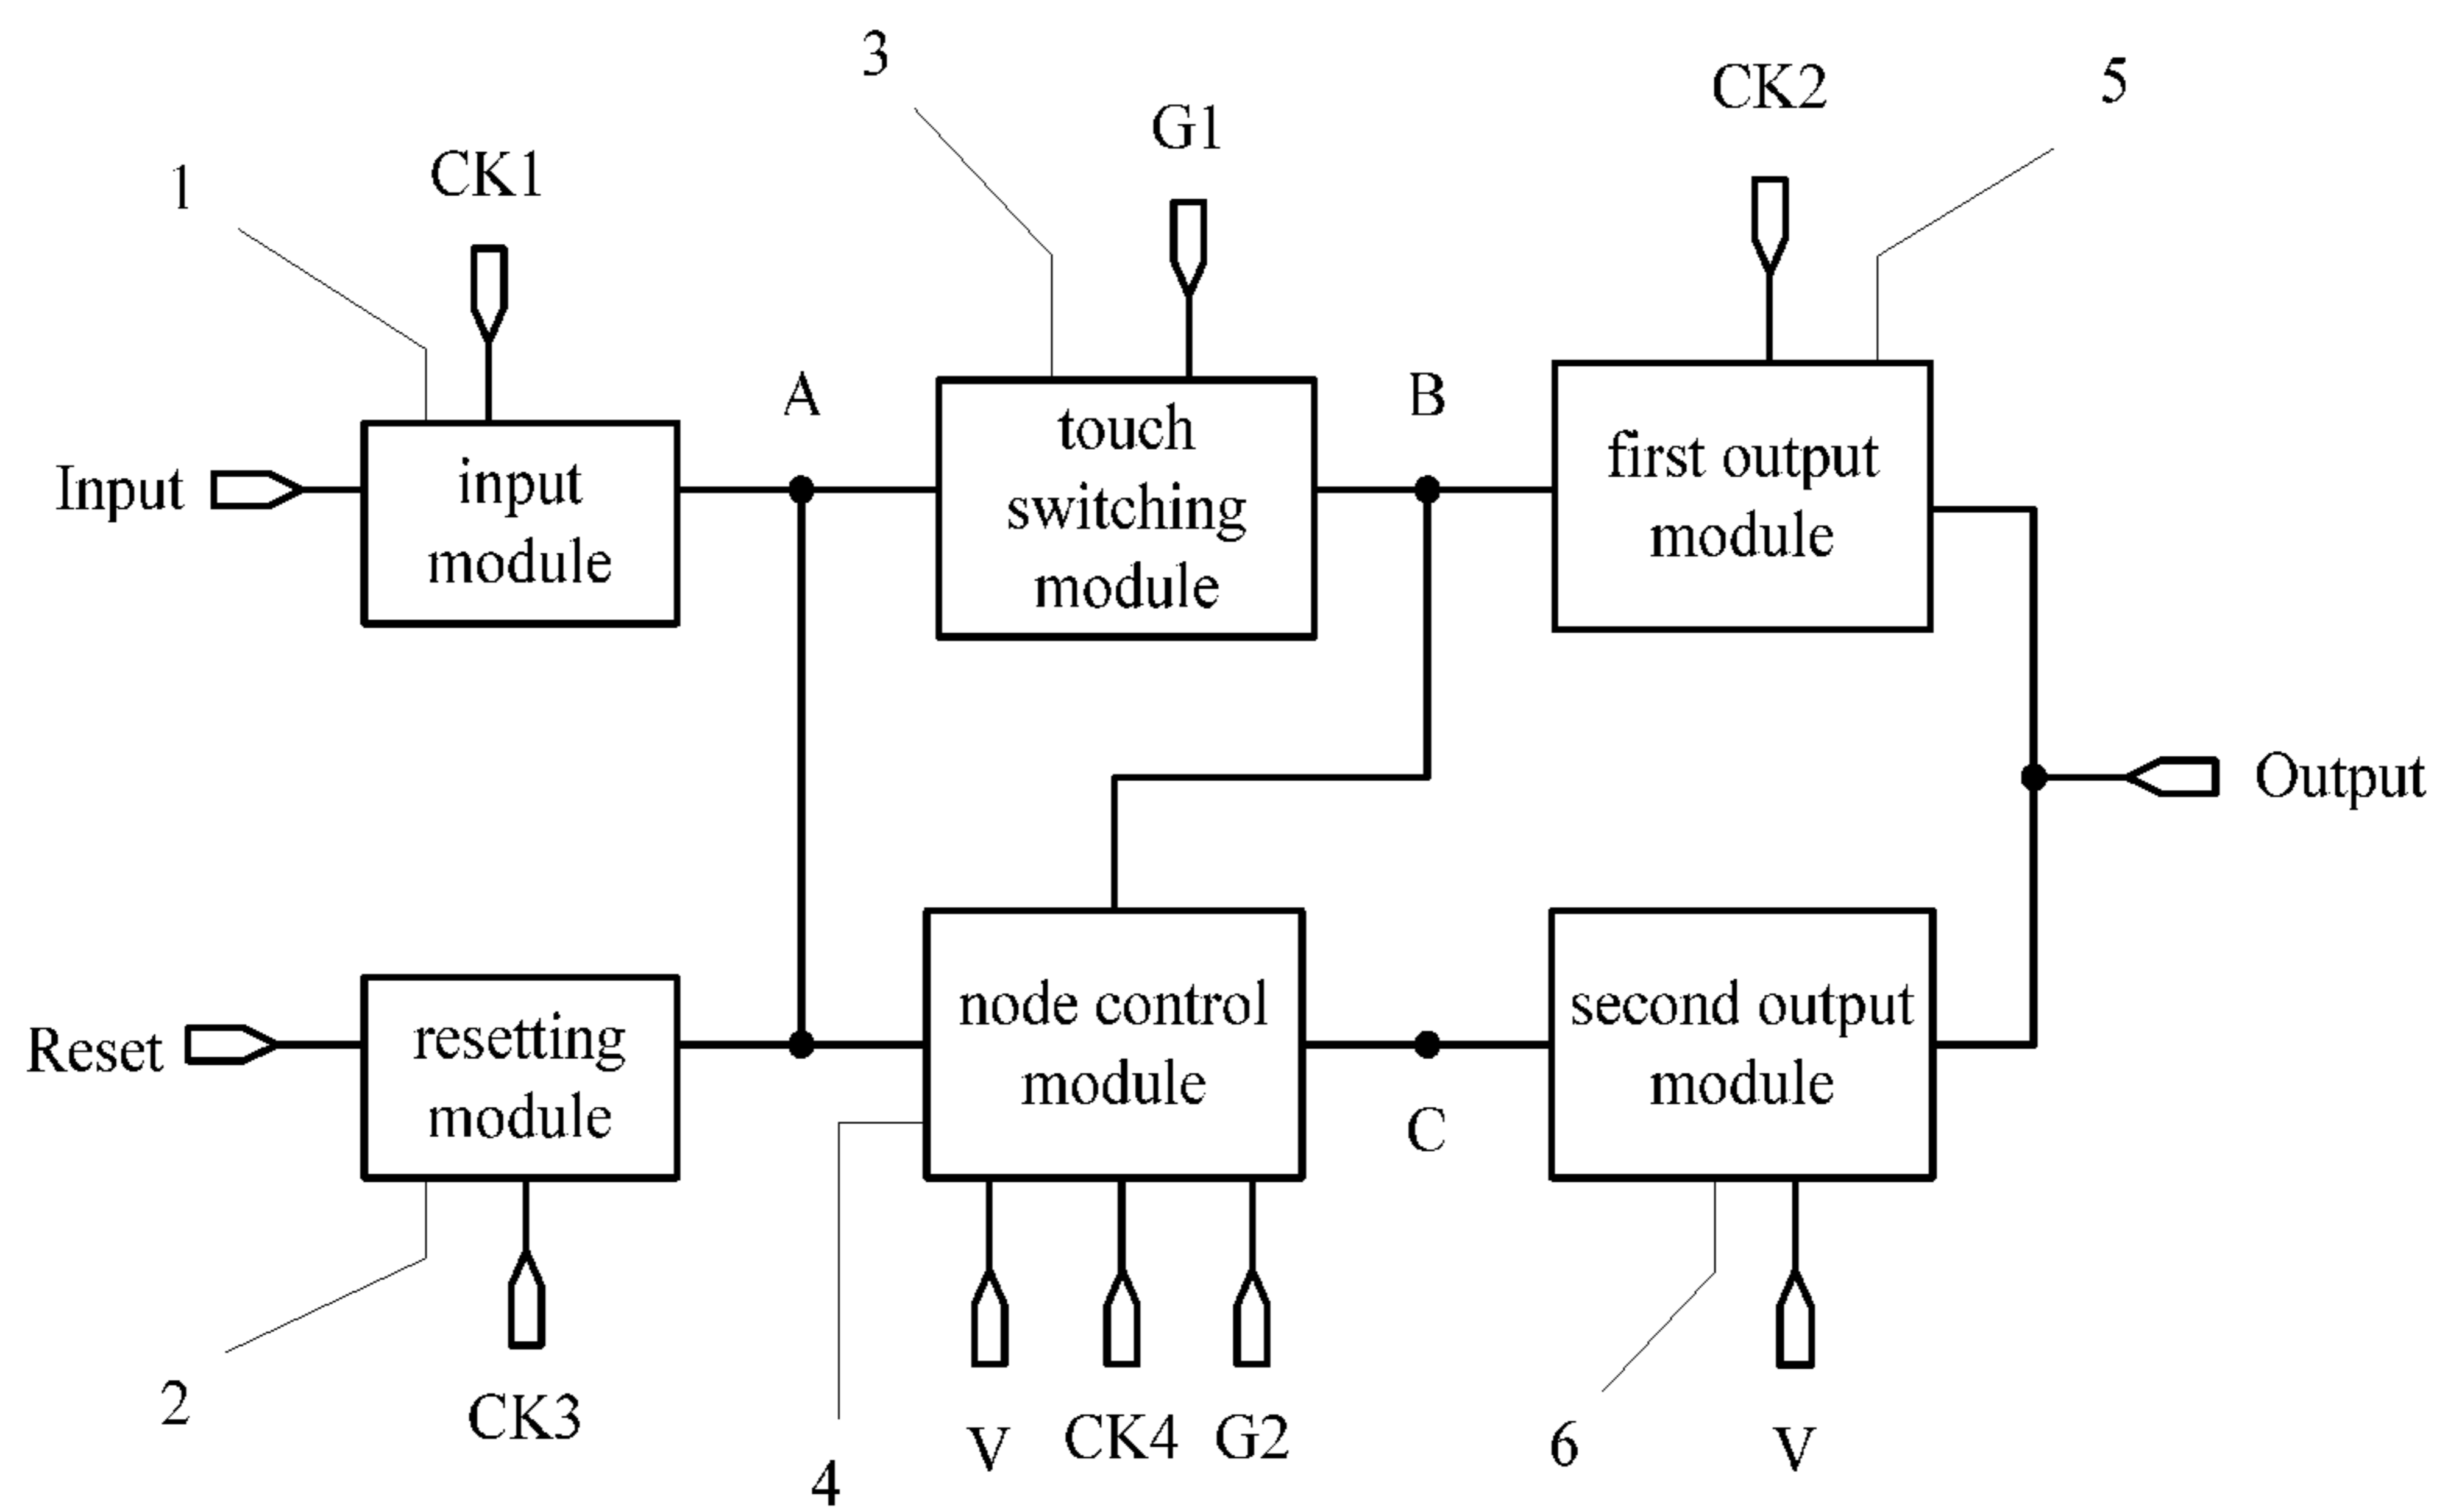 3
CK2
5
G1
1
CK1
A
touch
switching
module
B
first output
module
Input
input
module
Output
Reset
resetting
module
node control
module
second output
module
C
2
CK3
4
V
CK4
G2
6
V